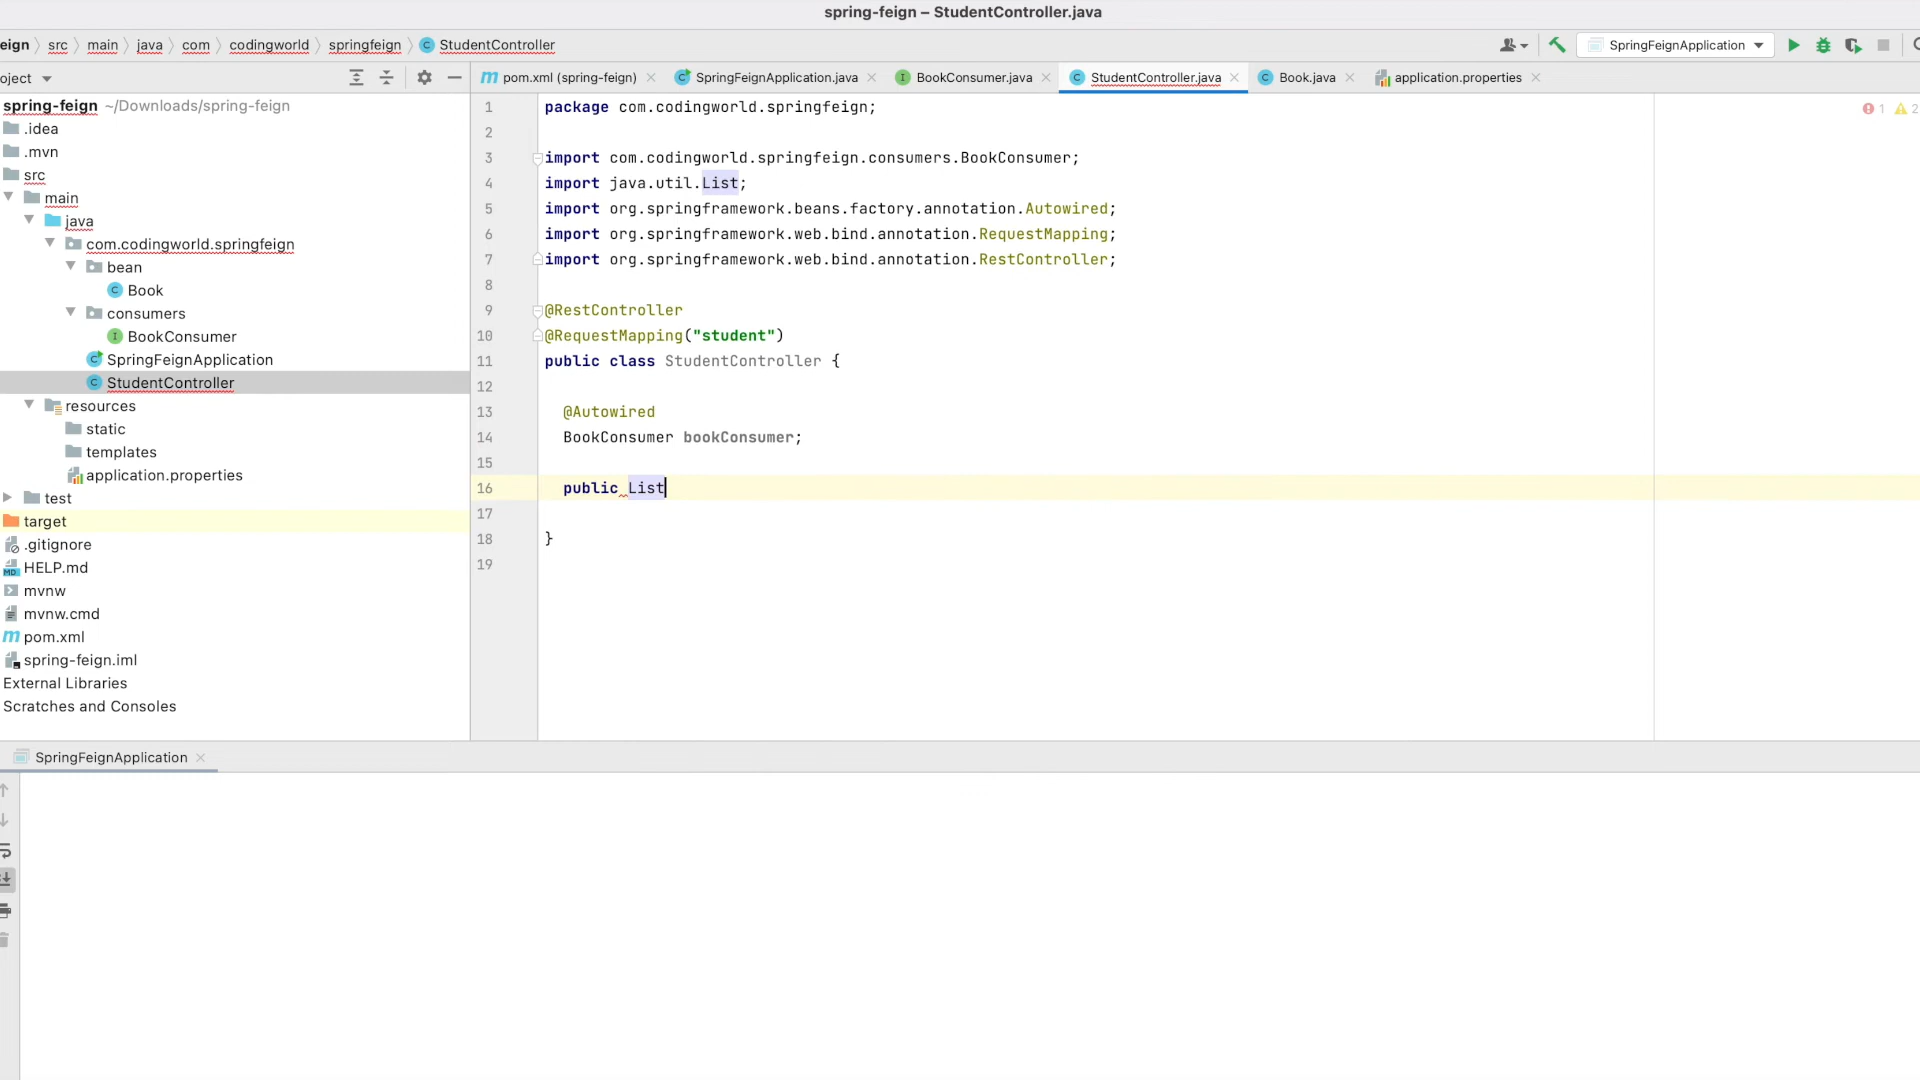 spring-feign – StudentController.java
eign src main java com codingworld springfeign StudentController
SpringFeignApplication
oject
pom.xml (spring-feign) SpringFeignApplication.java BookConsumer.java StudentController.java Book.java application.properties
spring-feign ~/Downloads/spring-feign
.idea
.mvn
src
main
java
com.codingworld.springfeign
bean
Book
consumers
BookConsumer
SpringFeignApplication
StudentController
resources
static
templates
application.properties
test
target
.gitignore
HELP.md
mvnw
mvnw.cmd
pom.xml
spring-feign.iml
External Libraries
Scratches and Consoles
1 package com.codingworld.springfeign;
1 2
2
3 import com.codingworld.springfeign.consumers.BookConsumer;
4 import java.util.List;
5 import org.springframework.beans.factory.annotation.Autowired;
6 import org.springframework.web.bind.annotation.RequestMapping;
7 import org.springframework.web.bind.annotation.RestController;
8
9 @RestController
10 @RequestMapping("student")
11 public class StudentController {
12
13 @Autowired
14 BookConsumer bookConsumer;
15
16 public List
17
18 }
19
SpringFeignApplication